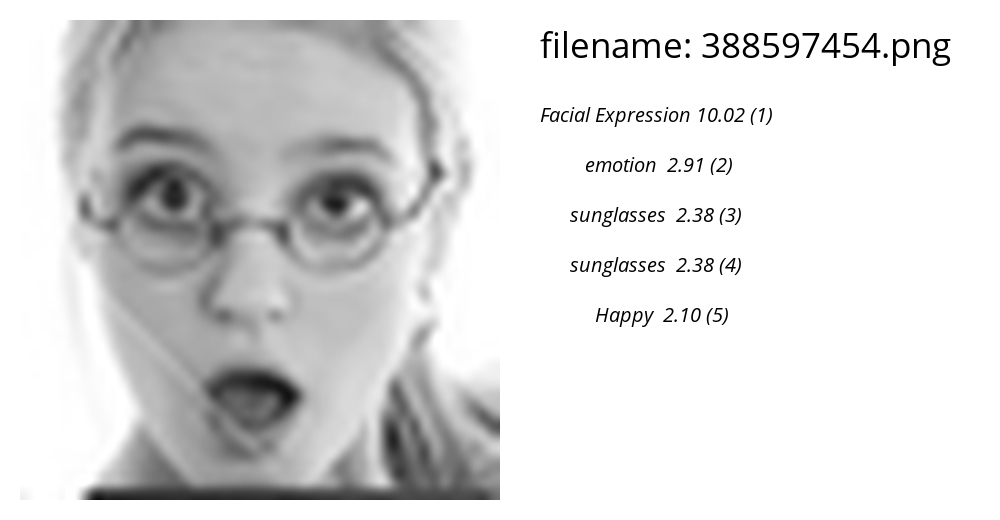 filename: 388597454.png
Facial Expression 10.02 (1)
emotion 2.91 (2)
sunglasses 2.38 (3)
sunglasses 2.38 (4)
Happy 2.10 (5)